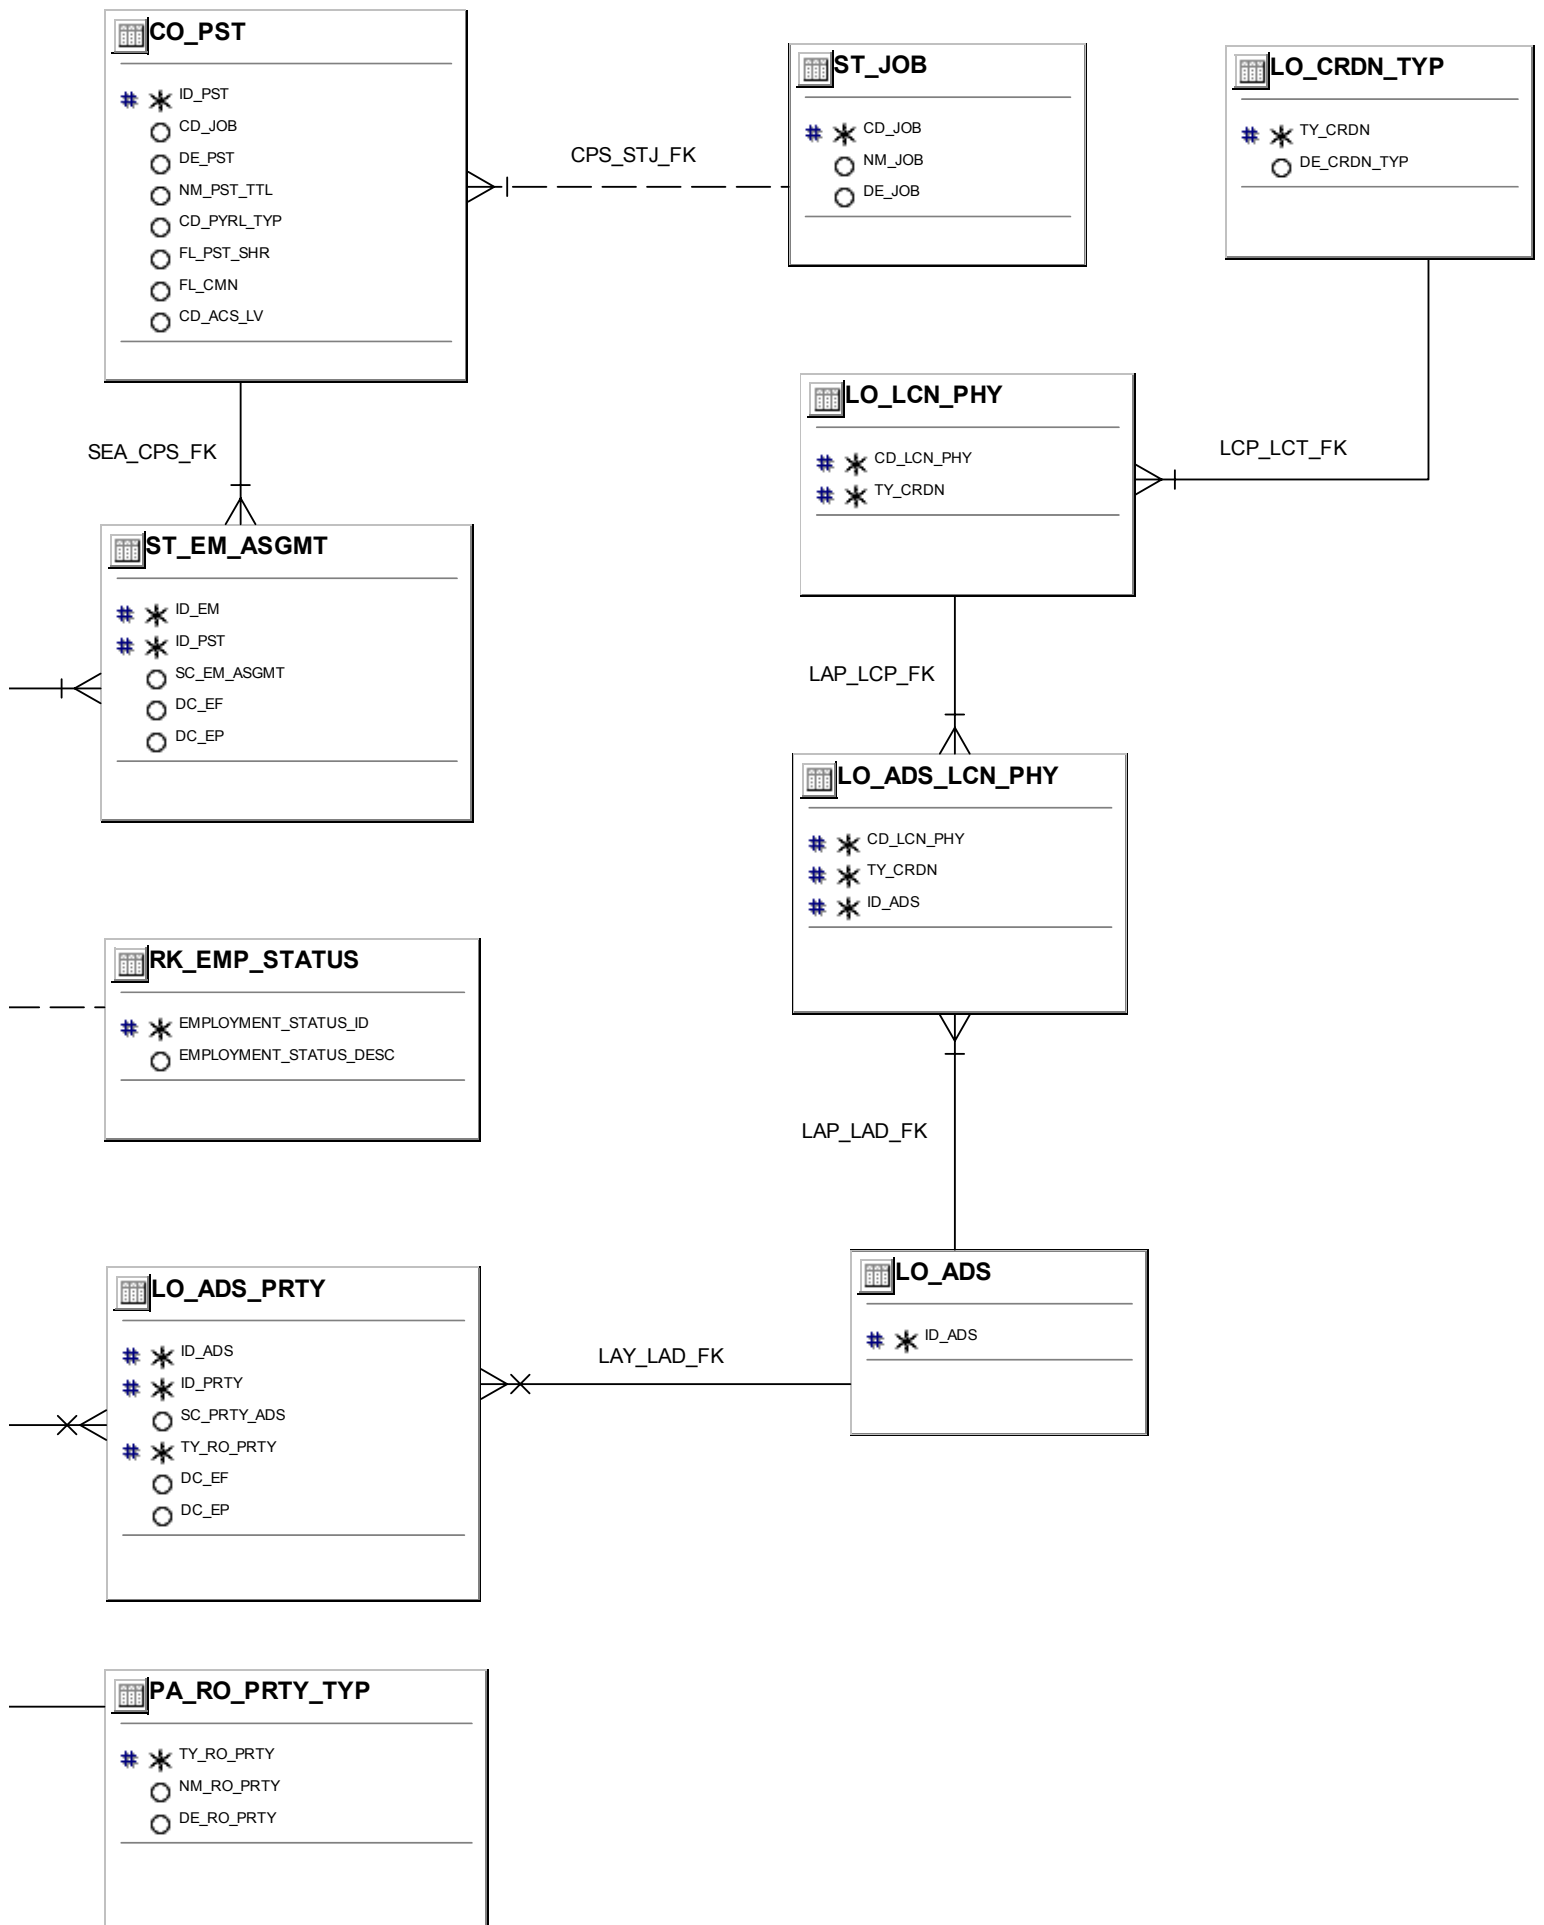 CO_PST
# * ID_PST
CD_JOB
DE_PST
NM_PST_TTL
CD_PYRL_TYP
FL_PST_SHR
FL_CMN
CD_ACS_LV
CPS_STJ_FK
ST_JOB
# * CD_JOB
NM_JOB
DE_JOB
LO_CRDN_TYP
# * TY_CRDN
DE_CRDN_TYP
SEA_CPS_FK
LO_LCN_PHY
# * CD_LCN_PHY
# * TY_CRDN
LCP_LCT_FK
ST_EM_ASGMT
# * ID_EM
# * ID_PST
SC_EM_ASGMT
DC_EF
DC_EP
LAP_LCP_FK
LO_ADS_LCN_PHY
# * CD_LCN_PHY
# * TY_CRDN
# * ID_ADS
RK_EMP_STATUS
# * EMPLOYMENT_STATUS_ID
EMPLOYMENT_STATUS_DESC
LAP_LAD_FK
LO_ADS_PRTY
# * ID_ADS
# * ID_PRTY
SC_PRTY_ADS
# * TY_RO_PRTY
DC_EF
DC_EP
LAY_LAD_FK
LO_ADS
# * ID_ADS
PA_RO_PRTY_TYP
# * TY_RO_PRTY
NM_RO_PRTY
DE_RO_PRTY